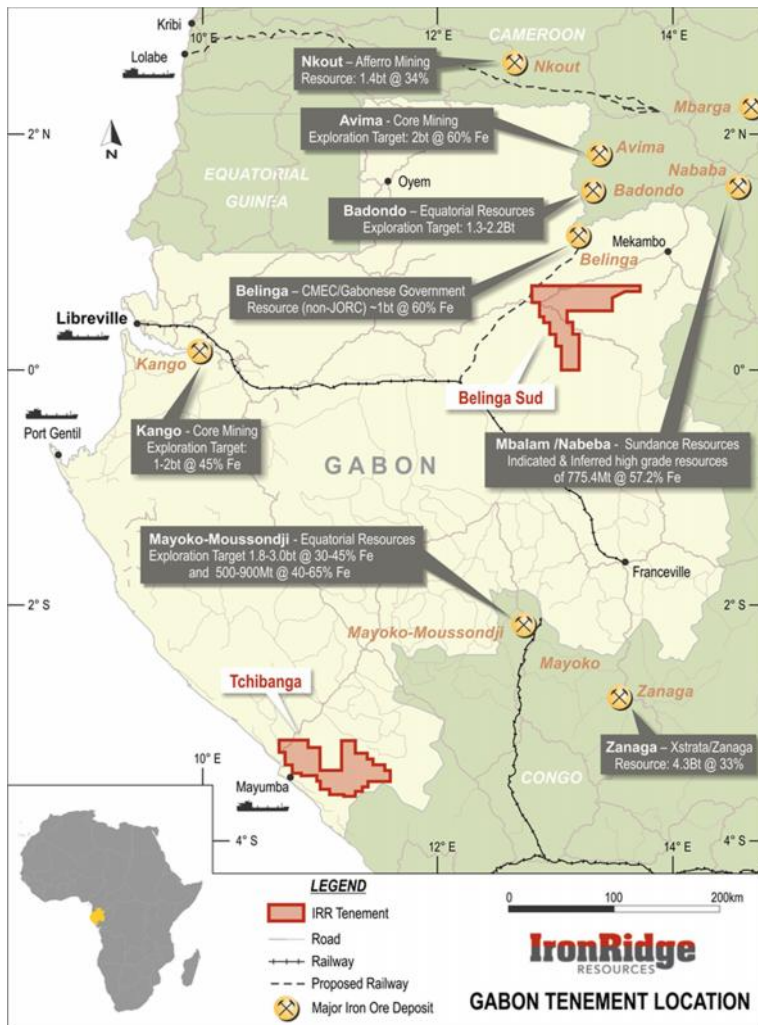 Kribi
10° E
12° E
CAMEROON
14° E
Lolabe
Nkout – Afferro Mining
Resource: 1.4bt @ 34%
Nkout
Mbarga
2° N
2° N
Avima - Core Mining
Exploration Target: 2bt @ 60% Fe
Avima
N
EQUATORIAL
GUINEA
Oyem
Nababa
Badondo
Badondo – Equatorial Resources
Exploration Target: 1.3-2.2Bt
Mekambo
Belinga
Belinga – CMEC/Gabonese Government
Resource (non-JORC) ~1bt @ 60% Fe
Libreville
Kango
0°
0°
Belinga Sud
Port Gentil
Kango - Core Mining
Exploration Target:
1-2bt @ 45% Fe
Mbalam /Nabeba - Sundance Resources
Indicated & Inferred high grade resources
of 775.4Mt @ 57.2% Fe
GABON
Mayoko-Moussondji - Equatorial Resources
Exploration Target 1.8-3.0bt @ 30-45% Fe
and 500-900Mt @ 40-65% Fe
Franceville
2° S
2° S
Mayoko-Moussondji
Mayoko
Zanaga
Tchibanga
Zanaga – Xstrata/Zanaga
Resource: 4.3Bt @ 33%
10° E
Mayumba
CONGO
4° S
12° E
14° E
4° S
LEGEND
IRR Tenement
Road
Railway
Proposed Railway
Major Iron Ore Deposit
0 100 200km
IronRidge
RESOURCES
GABON TENEMENT LOCATION